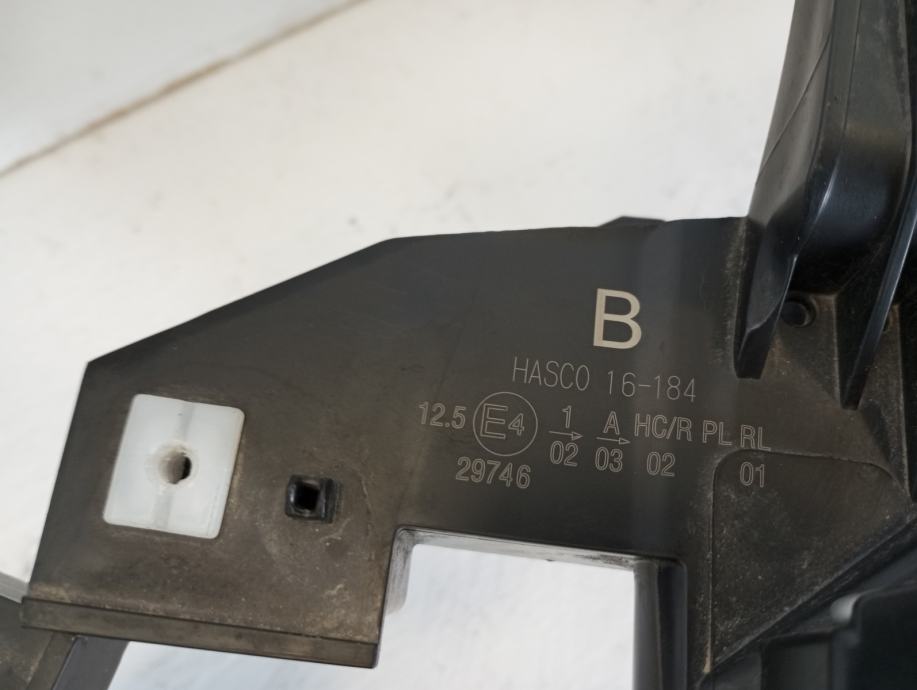 B
HASCO 16-184
12.5 E4 1 A HC/R PL RL
29746 02 03 02 01